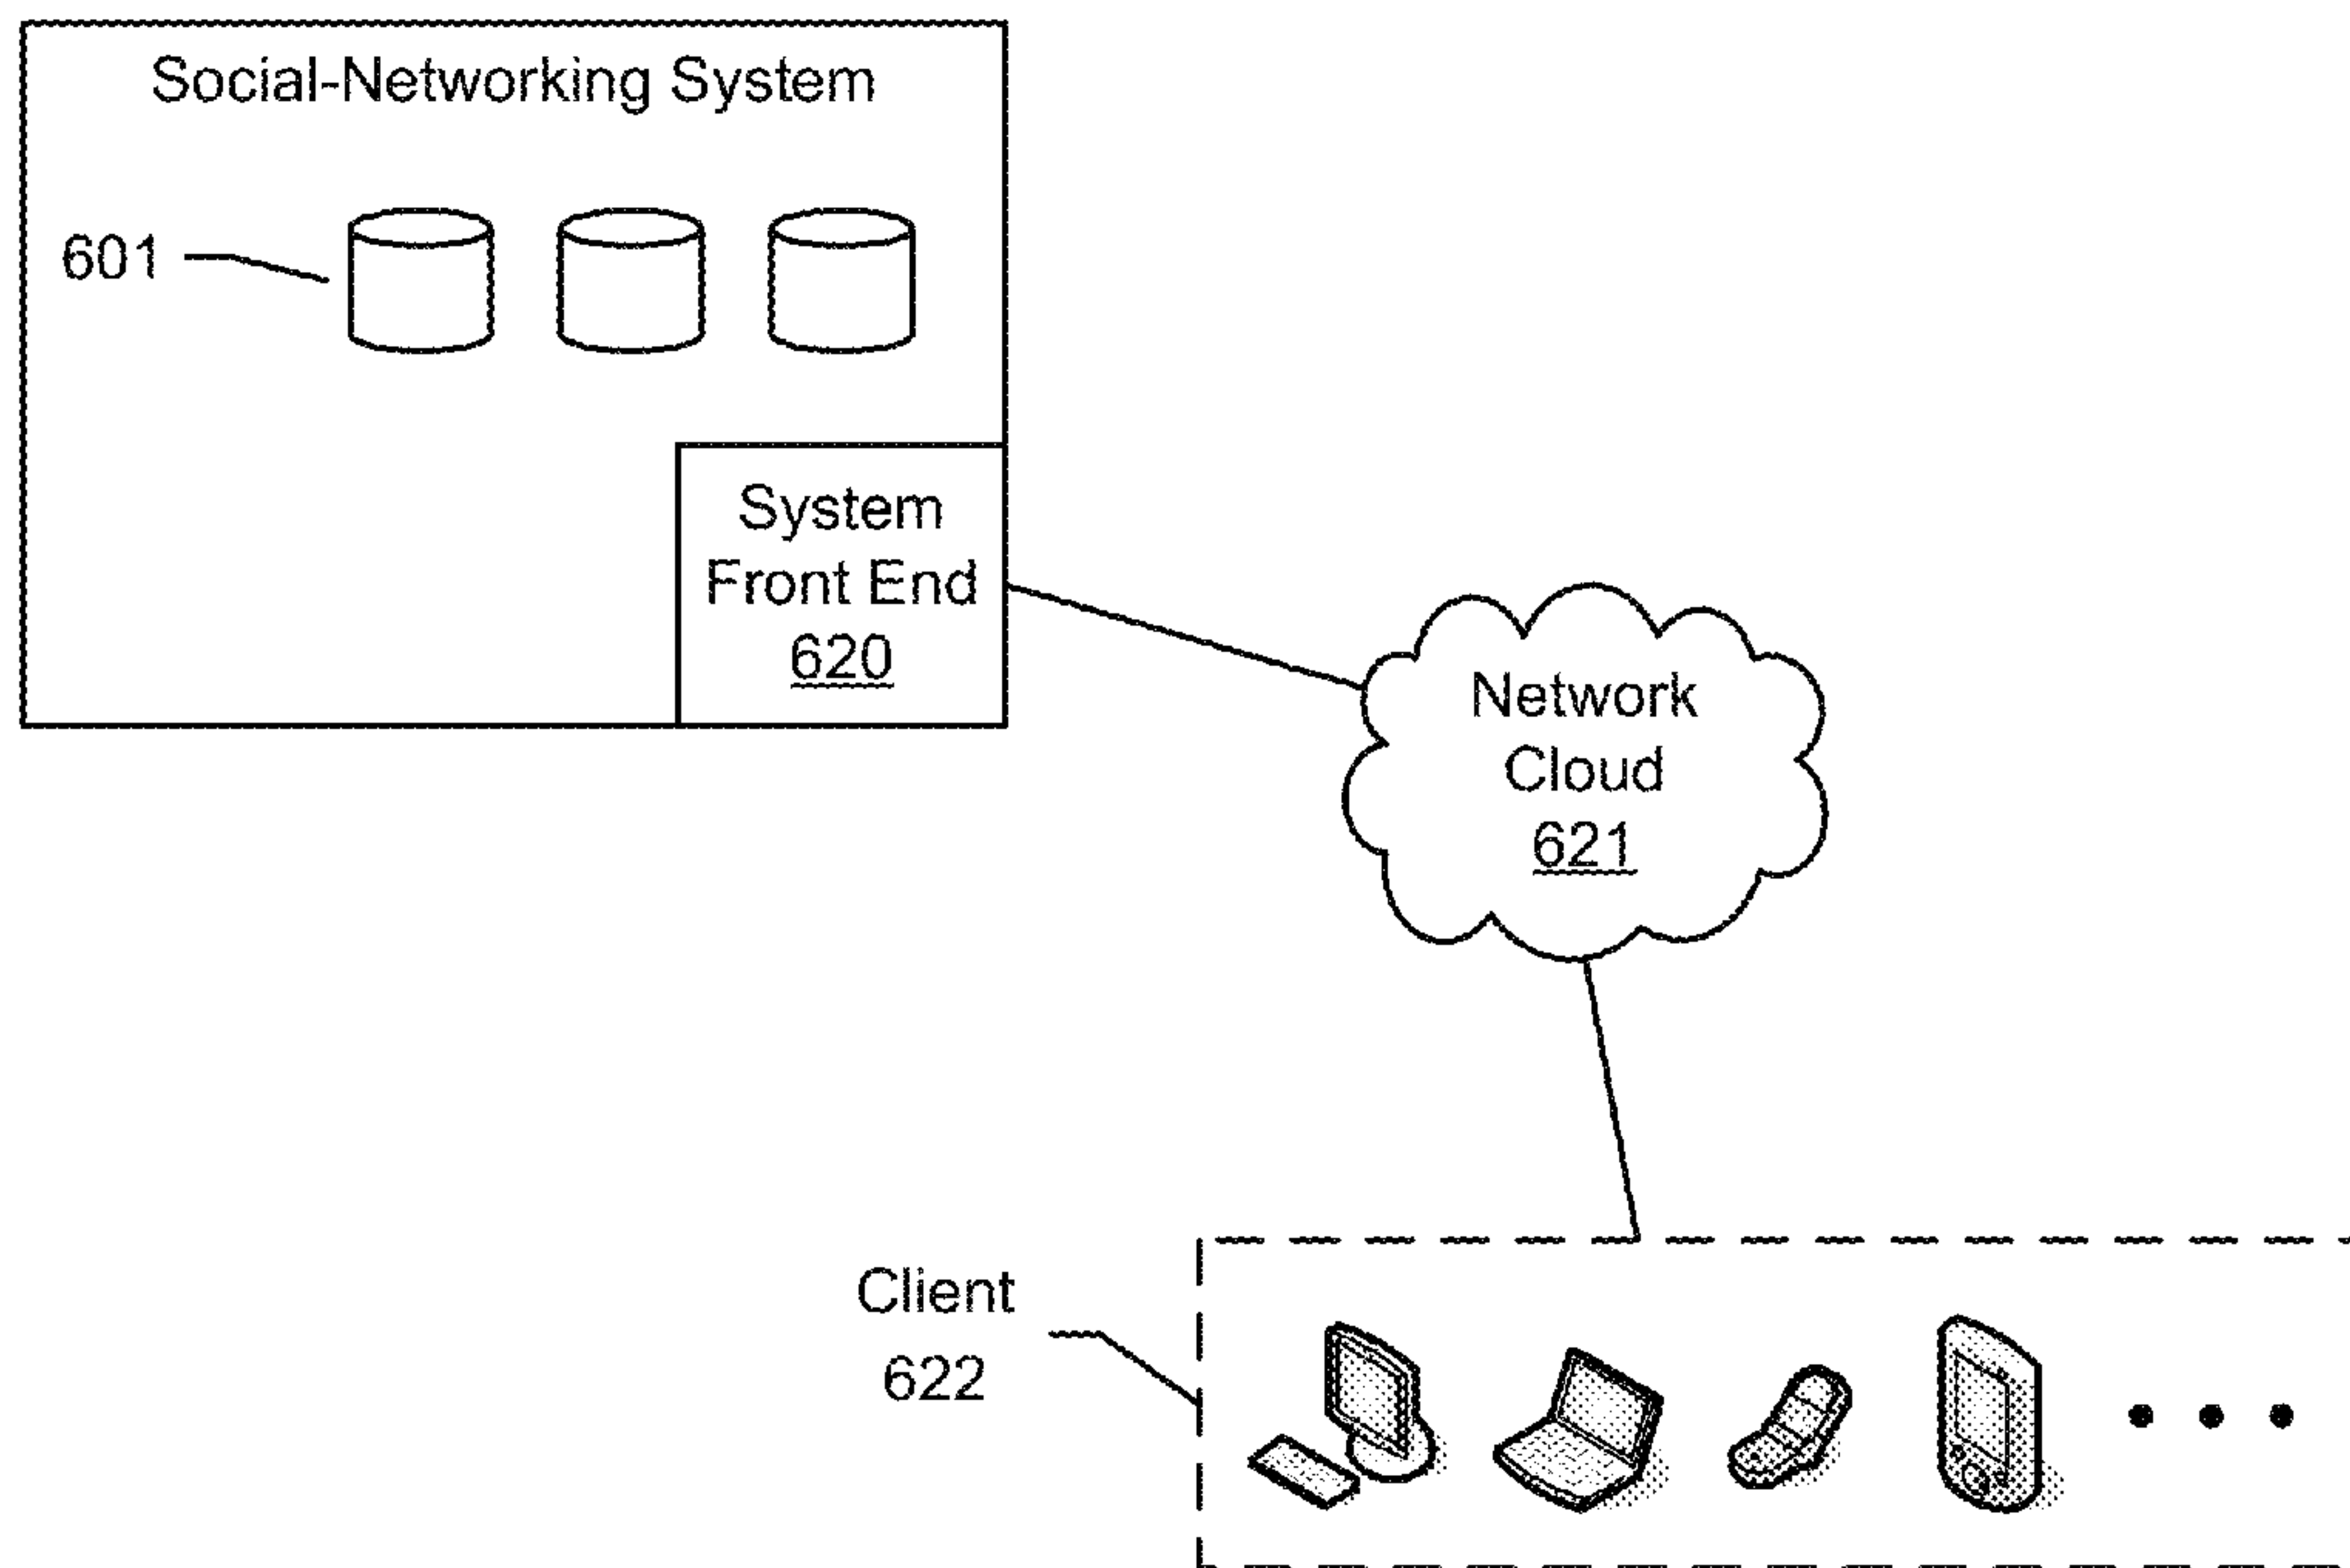 Social-Networking System
601
System
Front End
620
Network
Cloud
621
Client
622